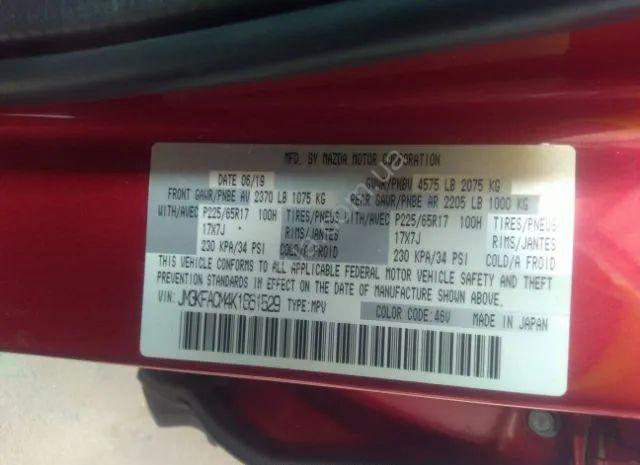 MFD. BY MAZDA MOTOR CORPORATION
DATE 06/19 GVWR/PNBV 4575 LB 2075 KG
FRONT GAWR/PNBE AV 2370 LB 1075 KG REAR GAWR/PNBE AR 2205 LB 1000 KG
WITH/AVEC P225/65R17 100H TIRES/PNEUS WITH/AVEC P225/65R17 100H TIRES/PNEUS
17X7J RIMS/JANTES 17X7J RIMS/JANTES
230 KPA/34 PSI COLD/A FROID 230 KPA/34 PSI COLD/A FROID
THIS VEHICLE CONFORMS TO ALL APPLICABLE FEDERAL MOTOR VEHICLE SAFETY AND THEFT
PREVENTION STANDARDS IN EFFECT ON THE DATE OF MANUFACTURE SHOWN ABOVE.
VIN: JM3KFACM4K1661529 TYPE:MPV COLOR CODE:46V MADE IN JAPAN